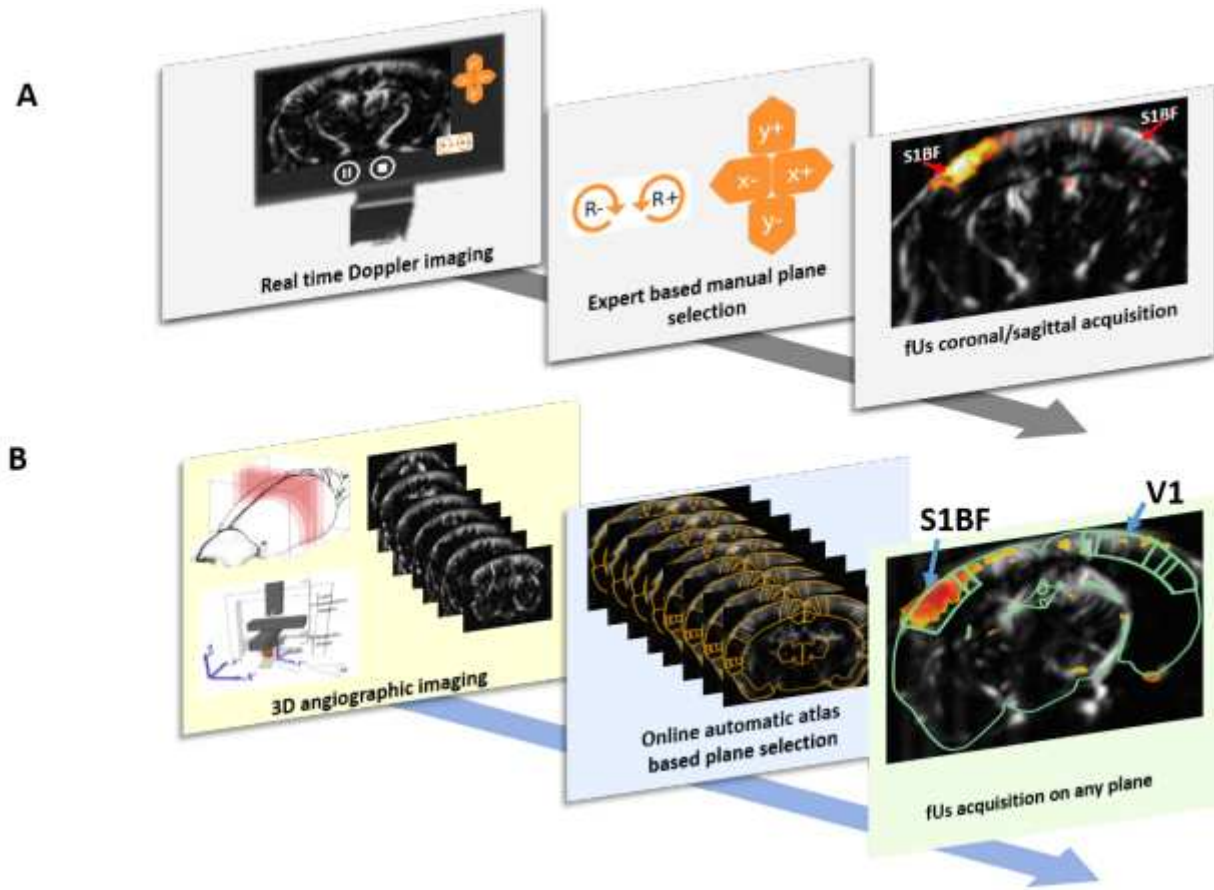 A
Real time Doppler imaging
R-
R+
y+
x-
x+
y-
Expert based manual plane
selection
S1BF
S1BF
fUs coronal/sagittal acquisition
B
3D angiographic imaging
Online automatic atlas
based plane selection
S1BF
V1
fUs acquisition on any plane